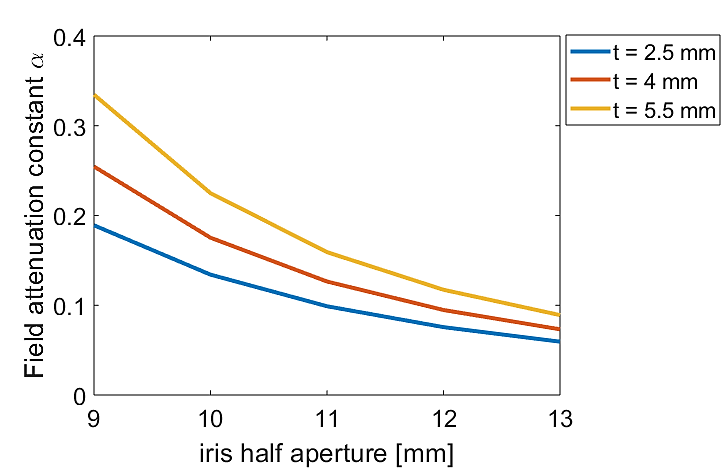 0.4
0.3
0.2
0.1
0
9 10 11 12 13
Field attenuation constant α
iris half aperture [mm]
t = 2.5 mm
t = 4 mm
t = 5.5 mm